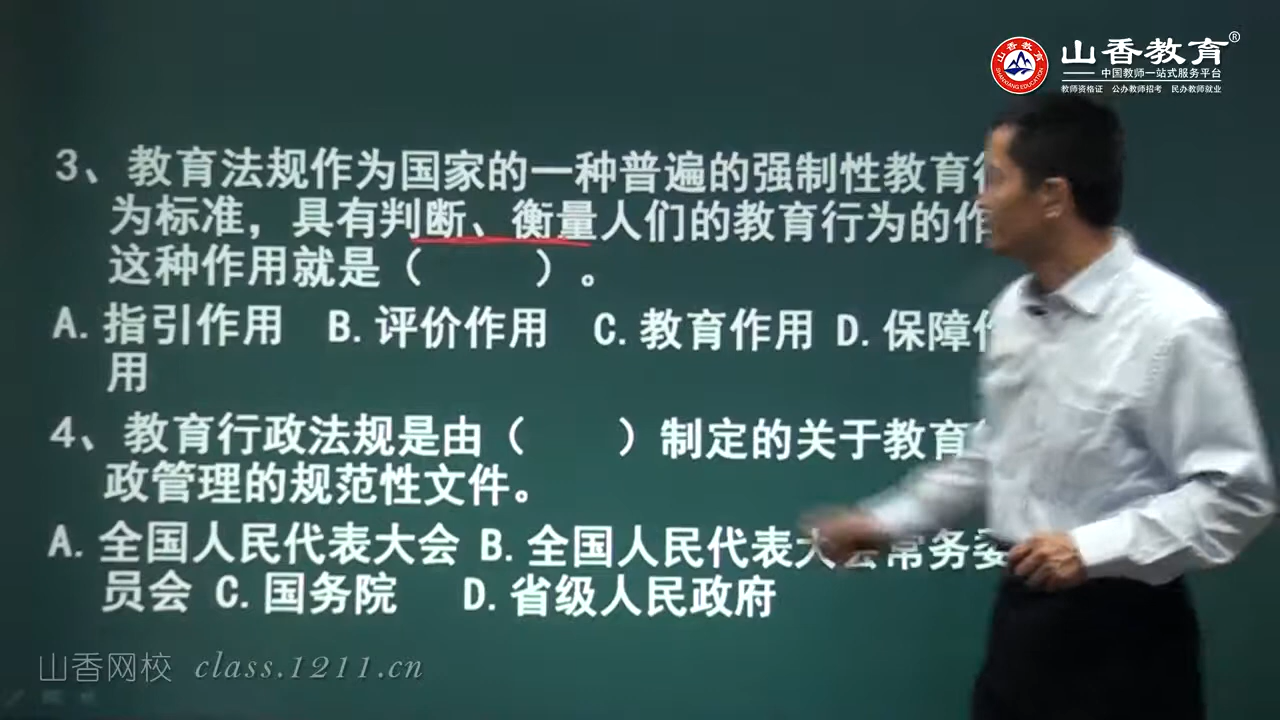 山香教育®
中国教师一站式服务平台
教师资格证 公办教师招考 民办教师就业
山香教育
SHANXIANG EDUCATION
3、教育法规作为国家的一种普遍的强制性教育
为标准，具有判断、衡量人们的教育行为的作
这种作用就是（ ）。
A.指引作用 B.评价作用 C.教育作用 D.保障作
用
4、教育行政法规是由（ ）制定的关于教育
政管理的规范性文件。
A.全国人民代表大会 B.全国人民代表大会常务委
员会 C.国务院 D.省级人民政府
山香网校 class.1211.cn